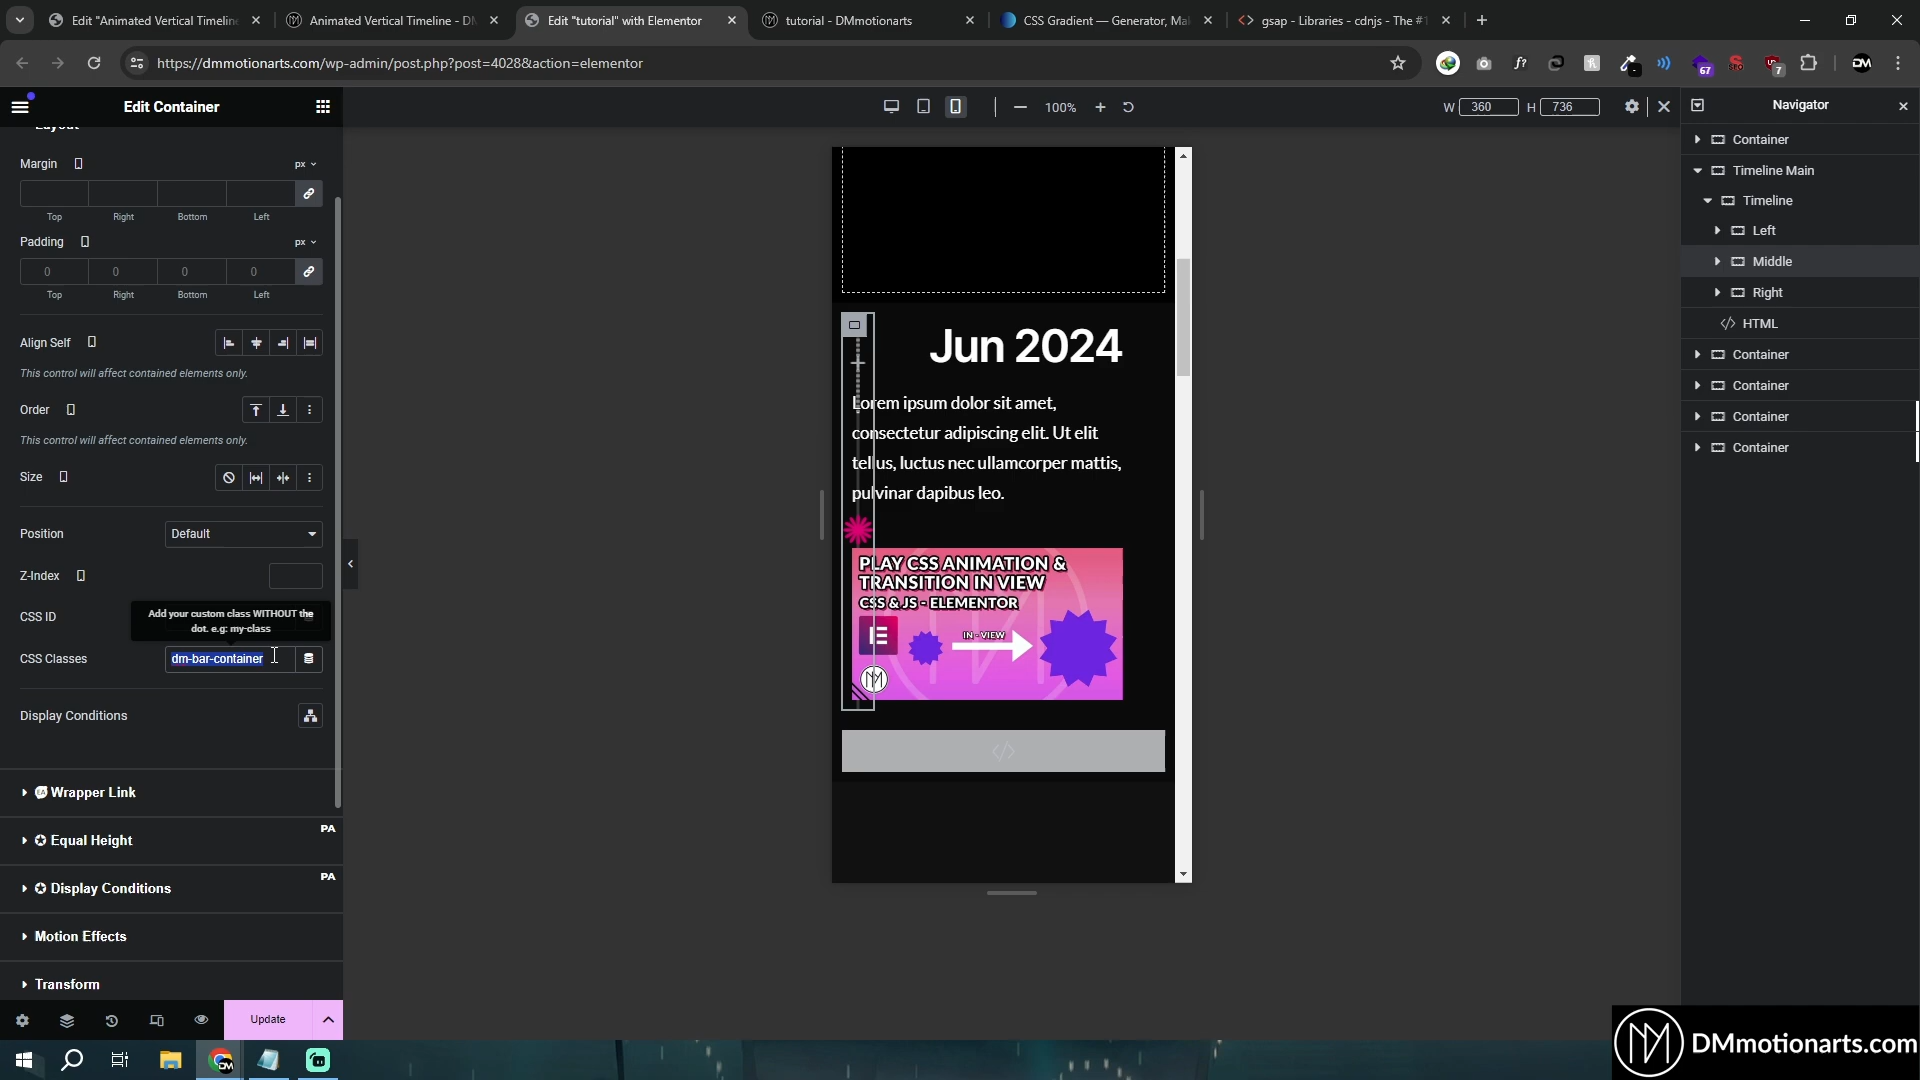 Edit "Animated Vertical Timeline
Animated Vertical Timeline - DM
Edit "tutorial" with Elementor
tutorial - DMmotionarts
CSS Gradient — Generator, Mak
gsap - Libraries - cdnjs - The #1
https://dmmotionarts.com/wp-admin/post.php?post=4028&action=elementor
67
7
Edit Container
100%
W 360
H 736
Navigator
Layout
Margin
px
Top Right Bottom Left
Padding
px
0 0 0 0
Top Right Bottom Left
Align Self
This control will affect contained elements only.
Order
This control will affect contained elements only.
Size
Position
Default
Z-Index
CSS ID
Add your custom class WITHOUT the
dot. e.g: my-class
CSS Classes
dm-bar-container
Display Conditions
Wrapper Link
PA
Equal Height
PA
Display Conditions
Motion Effects
Transform
Update
Jun 2024
Lorem ipsum dolor sit amet,
consectetur adipiscing elit. Ut elit
tellus, luctus nec ullamcorper mattis,
pulvinar dapibus leo.
PLAY CSS ANIMATION &
TRANSITION IN VIEW
CSS & JS - ELEMENTOR
IN - VIEW
Container
Timeline Main
Timeline
Left
Middle
Right
HTML
Container
Container
Container
Container
DMmotionarts.com